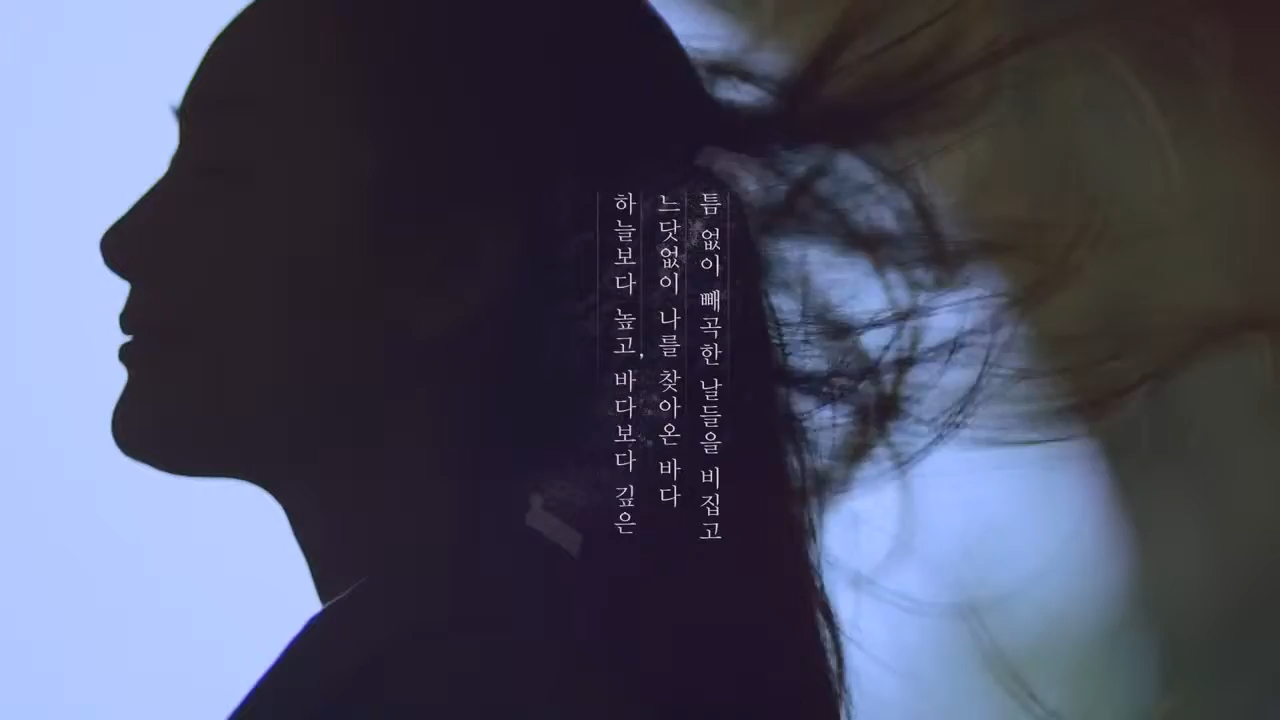 틈 없이 빼곡한 날들을 비집고
느닷없이 나를 찾아온 바다
하늘보다 높고, 바다보다 깊은